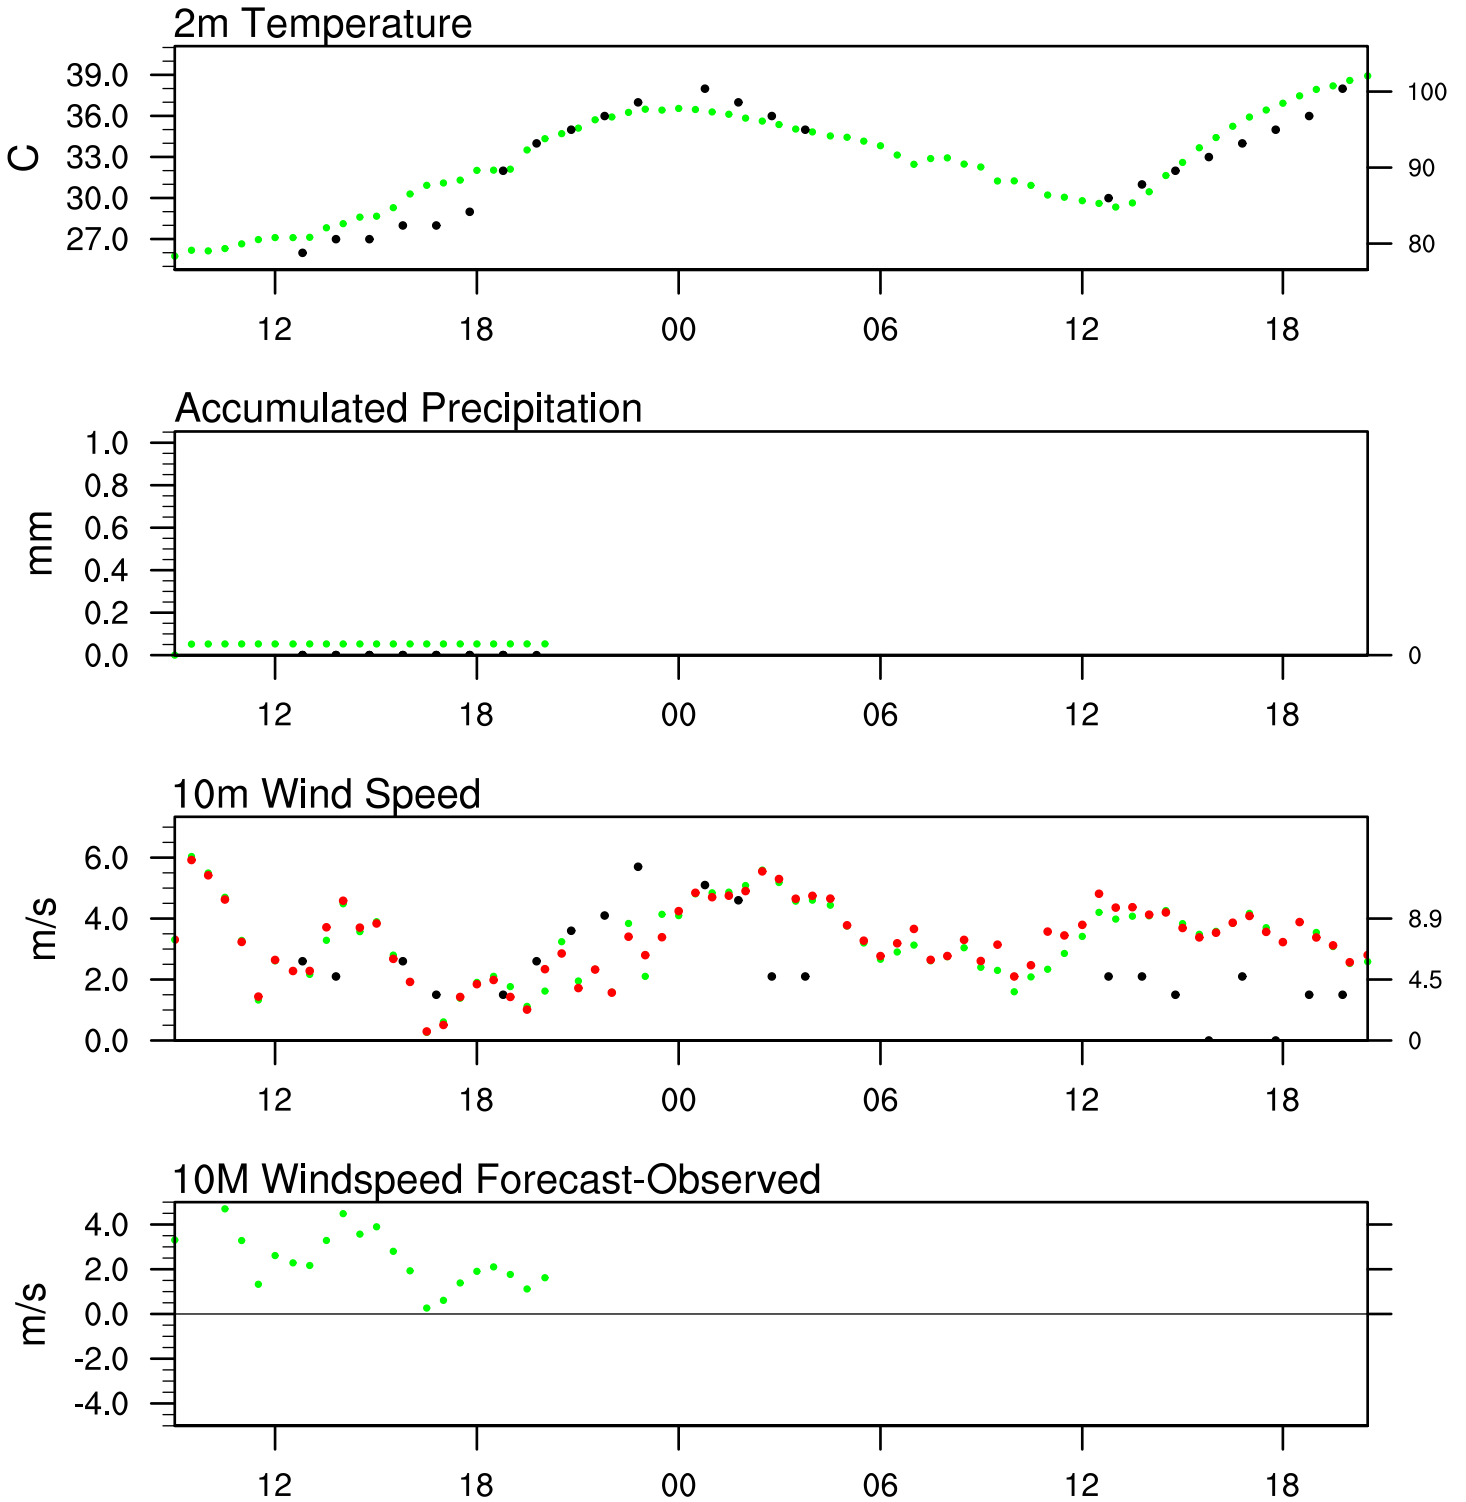 2m Temperature
C
39.0
36.0
33.0
30.0
27.0
100
90
80
12 18 00 06 12 18
Accumulated Precipitation
mm
1.0
0.8
0.6
0.4
0.2
0.0
0
12 18 00 06 12 18
10m Wind Speed
m/s
6.0
4.0
2.0
0.0
8.9
4.5
0
12 18 00 06 12 18
10M Windspeed Forecast-Observed
m/s
4.0
2.0
0.0
-2.0
-4.0
12 18 00 06 12 18